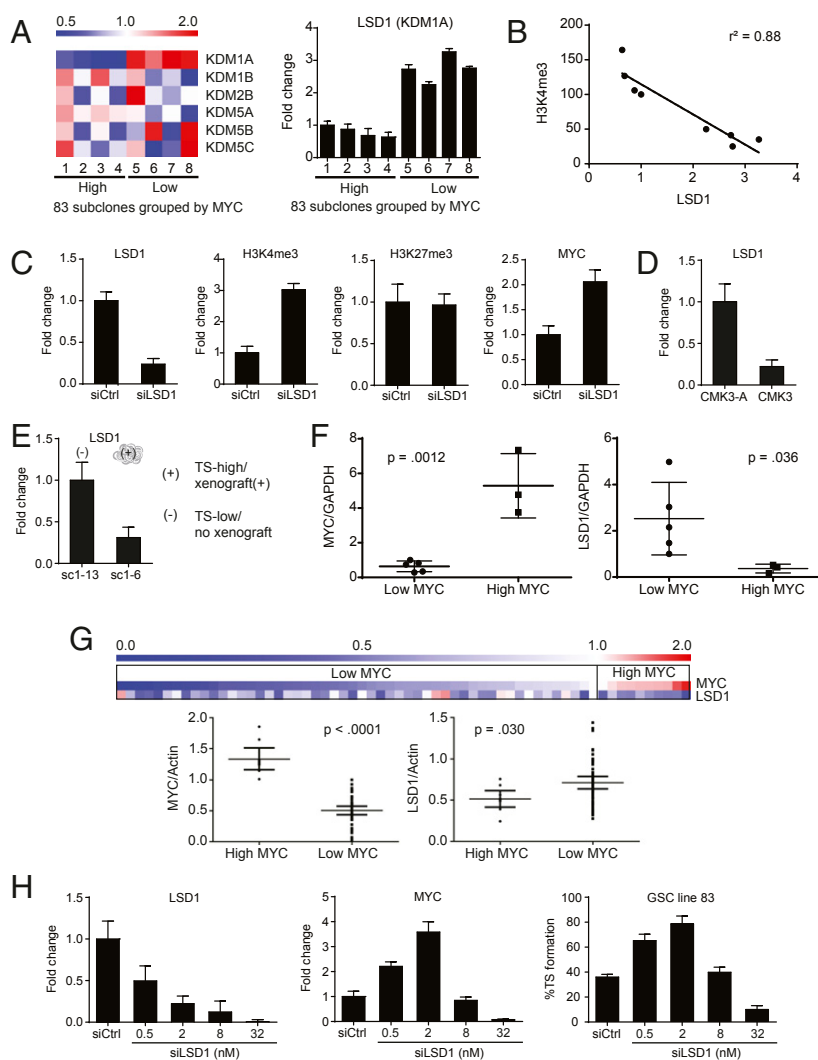 A
0.5 1.0 2.0
KDM1A
KDM1B
KDM2B
KDM5A
KDM5B
KDM5C
1 2 3 4 5 6 7 8
High Low
83 subclones grouped by MYC
LSD1 (KDM1A)
Fold change
4
3
2
1
0
1 2 3 4 5 6 7 8
High Low
83 subclones grouped by MYC
B
r² = 0.88
H3K4me3
200
150
100
50
0
0 1 2 3 4
LSD1
C
LSD1
Fold change
1.5
1.0
0.5
0.0
siCtrl siLSD1
H3K4me3
Fold change
4
3
2
1
0
siCtrl siLSD1
H3K27me3
Fold change
1.5
1.0
0.5
0.0
siCtrl siLSD1
MYC
Fold change
2.5
2.0
1.5
1.0
0.5
0.0
siCtrl siLSD1
D
LSD1
Fold change
1.5
1.0
0.5
0.0
CMK3-A CMK3
E
LSD1
Fold change
1.5
1.0
0.5
0.0
(-) (+)
sc1-13 sc1-6
(+) TS-high/
xenograft(+)
(-) TS-low/
no xenograft
F
p = .0012
MYC/GAPDH
8
6
4
2
0
Low MYC High MYC
p = .036
LSD1/GAPDH
6
4
2
0
Low MYC High MYC
G
0.0 0.5 1.0 2.0
Low MYC High MYC
MYC
LSD1
p < .0001
MYC/Actin
2.0
1.5
1.0
0.5
0.0
High MYC Low MYC
p = .030
LSD1/Actin
1.5
1.0
0.5
0
High MYC Low MYC
H
LSD1
Fold change
1.5
1.0
0.5
0.0
siCtrl 0.5 2 8 32
siLSD1 (nM)
MYC
Fold change
5
4
3
2
1
0
siCtrl 0.5 2 8 32
siLSD1 (nM)
GSC line 83
%TS formation
100
80
60
40
20
0
siCtrl 0.5 2 8 32
siLSD1 (nM)